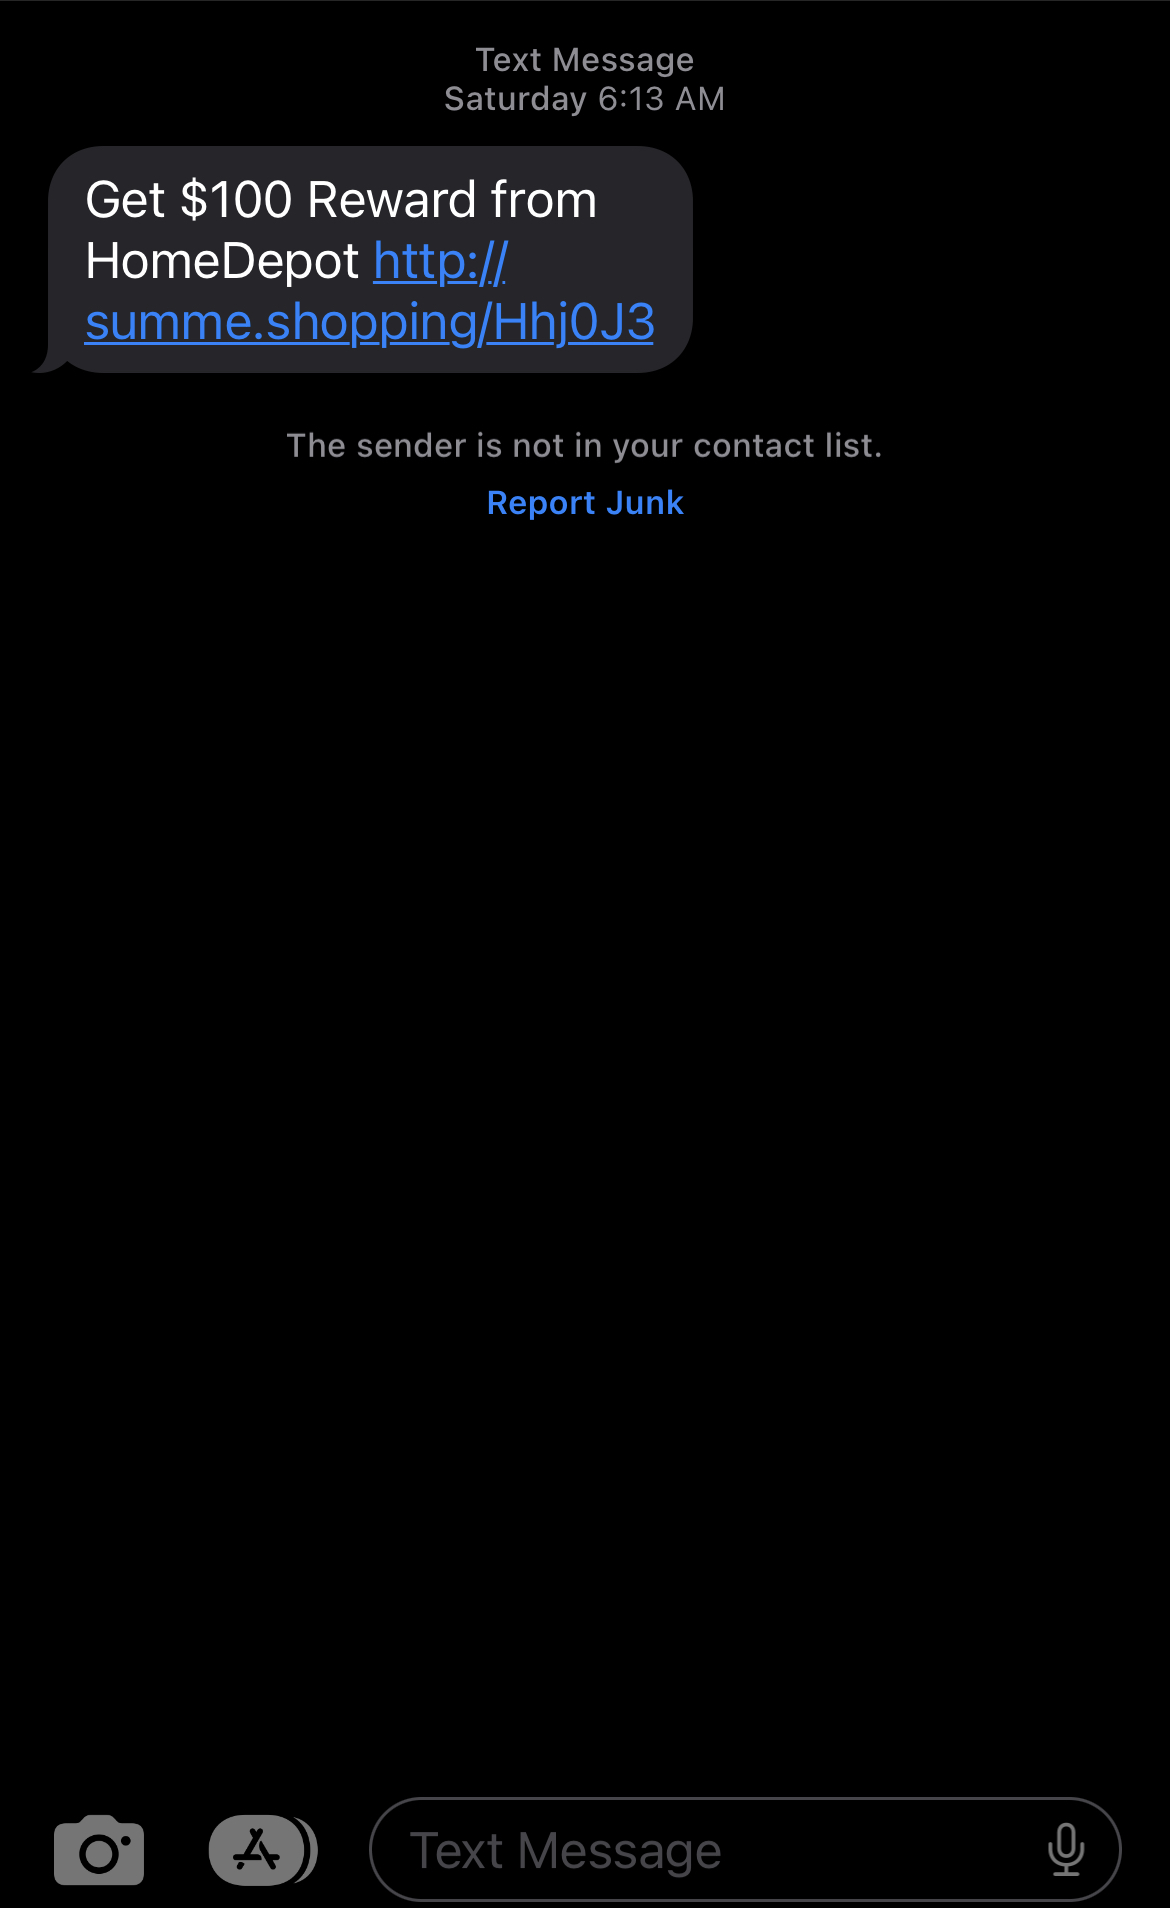 Text Message
Saturday 6:13 AM
Get $100 Reward from
HomeDepot http://
summe.shopping/Hhj0J3
The sender is not in your contact list.
Report Junk
Text Message